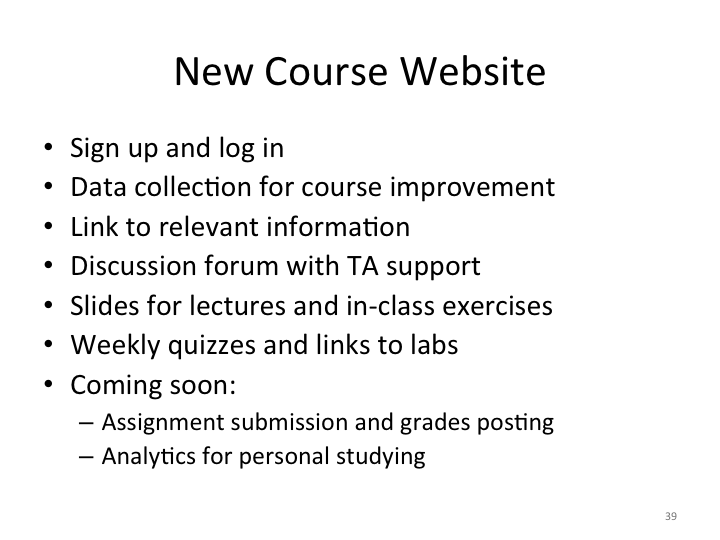 New Course Website
• Sign up and log in
• Data collection for course improvement
• Link to relevant information
• Discussion forum with TA support
• Slides for lectures and in-class exercises
• Weekly quizzes and links to labs
• Coming soon:
– Assignment submission and grades posting
– Analytics for personal studying
39